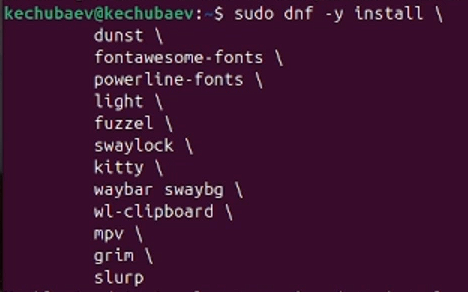 kechubaev@kechubaev:~$ sudo dnf -y install \
dunst \
fontawesome-fonts \
powerline-fonts \
light \
fuzzel \
swaylock \
kitty \
waybar swaybg \
wl-clipboard \
mpv \
grim \
slurp